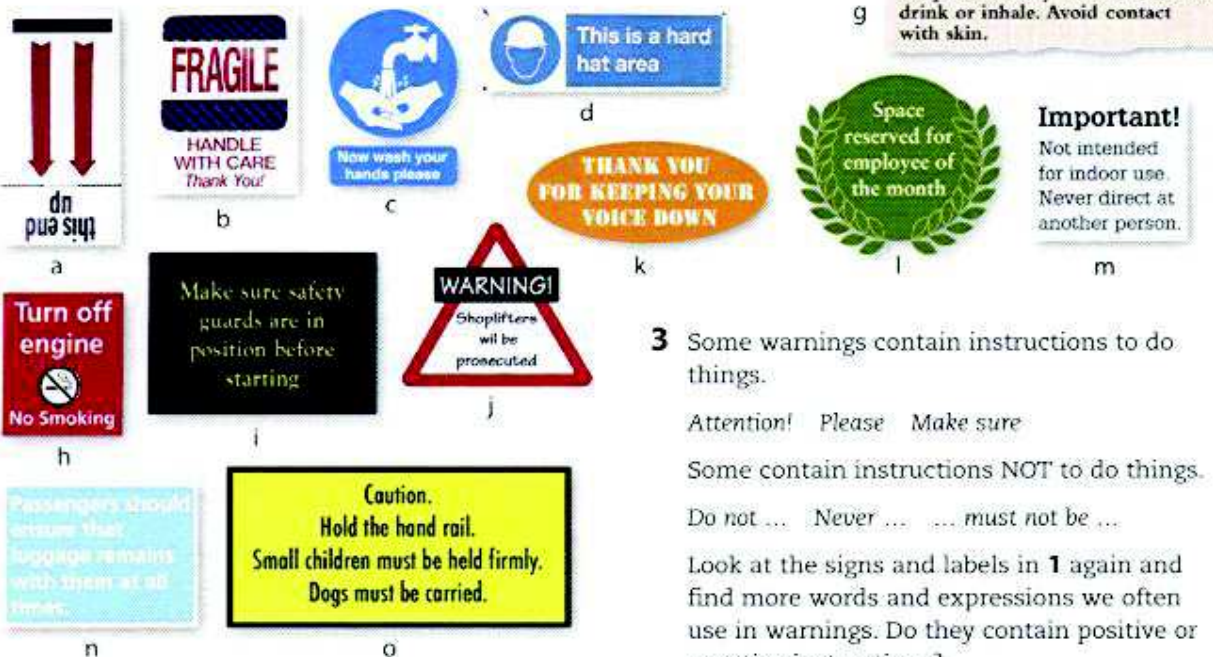 this end
up
a
FRAGILE
HANDLE
WITH CARE
Thank You!
b
Now wash your
hands please
c
This is a hard
hat area
d
g
drink or inhale. Avoid contact
with skin.
THANK YOU
FOR KEEPING YOUR
VOICE DOWN
k
Space
reserved for
employee of
the month
l
Important!
Not intended
for indoor use.
Never direct at
another person.
m
Turn off
engine
No Smoking
h
Make sure safety
guards are in
position before
starting
i
WARNING!
Shoplifters
wil be
prosecuted
j
Passengers should
ensure that
luggage remains
with them at all
times.
n
Caution.
Hold the hand rail.
Small children must be held firmly.
Dogs must be carried.
o
3 Some warnings contain instructions to do
things.
Attention! Please Make sure
Some contain instructions NOT to do things.
Do not ... Never ... ... must not be ...
Look at the signs and labels in 1 again and
find more words and expressions we often
use in warnings. Do they contain positive or